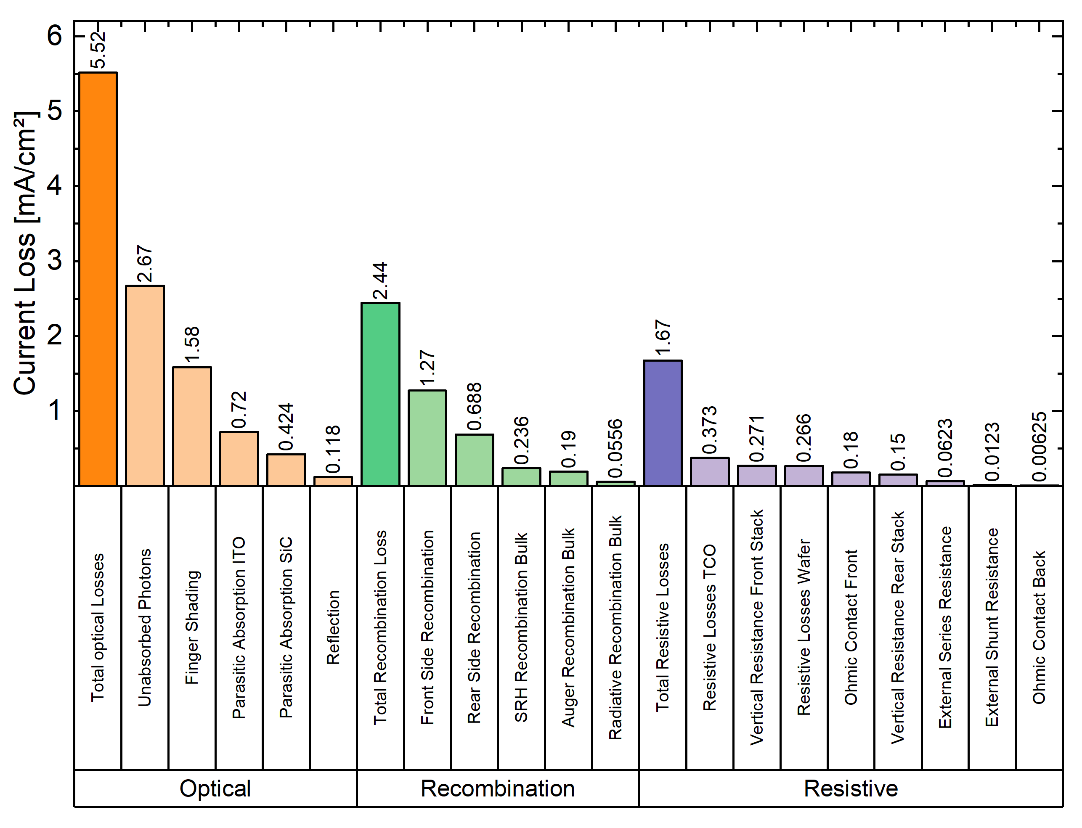 Current Loss [mA/cm²]
6
5
4
3
2
1
5.52
2.67
1.58
0.72
0.424
0.118
2.44
1.27
0.688
0.236
0.19
0.0556
1.67
0.373
0.271
0.266
0.18
0.15
0.0623
0.0123
0.00625
Total optical Losses
Unabsorbed Photons
Finger Shading
Parasitic Absorption ITO
Parasitic Absorption SiC
Reflection
Total Recombination Loss
Front Side Recombination
Rear Side Recombination
SRH Recombination Bulk
Auger Recombination Bulk
Radiative Recombination Bulk
Total Resistive Losses
Resistive Losses TCO
Vertical Resistance Front Stack
Resistive Losses Wafer
Ohmic Contact Front
Vertical Resistance Rear Stack
External Series Resistance
External Shunt Resistance
Ohmic Contact Back
Optical
Recombination
Resistive